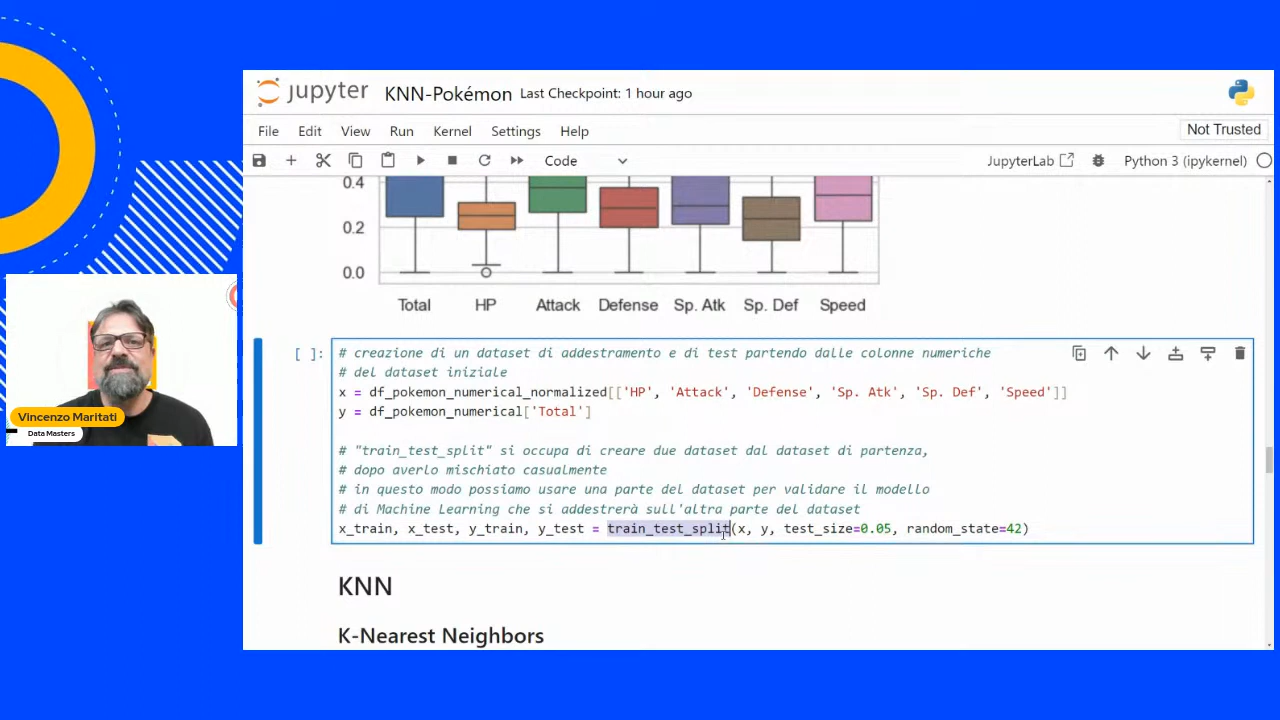 jupyter KNN-Pokémon Last Checkpoint: 1 hour ago
File Edit View Run Kernel Settings Help
Not Trusted
Code
JupyterLab
Python 3 (ipykernel)
0.4
0.2
0.0
Total HP Attack Defense Sp. Atk Sp. Def Speed
[ ]:
# creazione di un dataset di addestramento e di test partendo dalle colonne numeriche
# del dataset iniziale
x = df_pokemon_numerical_normalized[['HP', 'Attack', 'Defense', 'Sp. Atk', 'Sp. Def', 'Speed']]
y = df_pokemon_numerical['Total']
# "train_test_split" si occupa di creare due dataset dal dataset di partenza,
# dopo averlo mischiato casualmente
# in questo modo possiamo usare una parte del dataset per validare il modello
# di Machine Learning che si addestrerà sull'altra parte del dataset
x_train, x_test, y_train, y_test = train_test_split(x, y, test_size=0.05, random_state=42)
KNN
K-Nearest Neighbors
Vincenzo Maritati
Data Masters